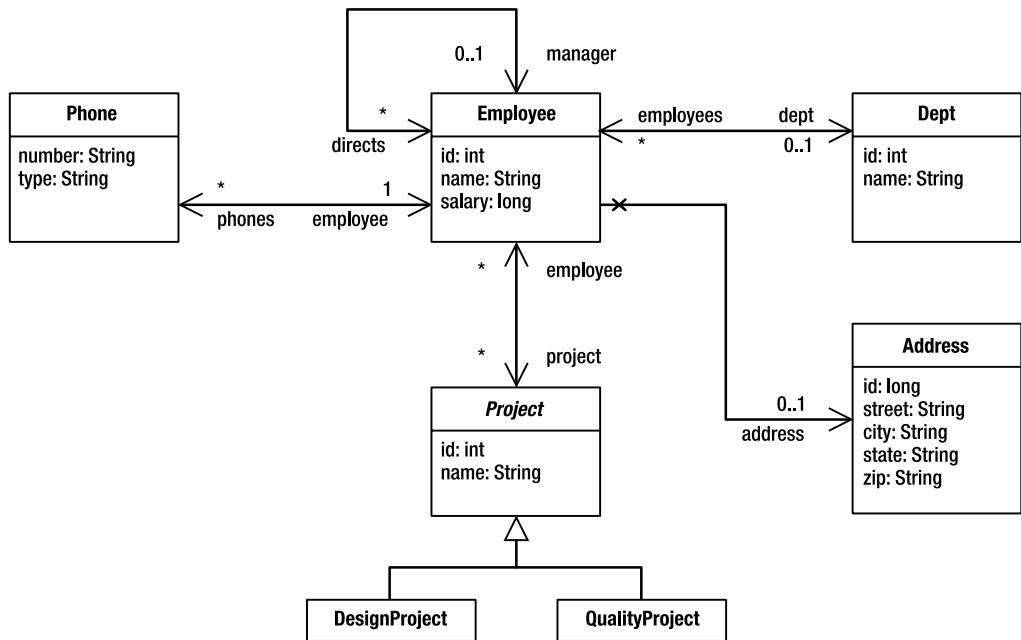 0..1 manager
Phone
number: String
type: String
*
directs
Employee
id: int
name: String
salary: long
employees dept
* 0..1
Dept
id: int
name: String
* 1
phones employee
* employee
* project
Project
id: int
name: String
0..1
address
Address
id: long
street: String
city: String
state: String
zip: String
DesignProject
QualityProject